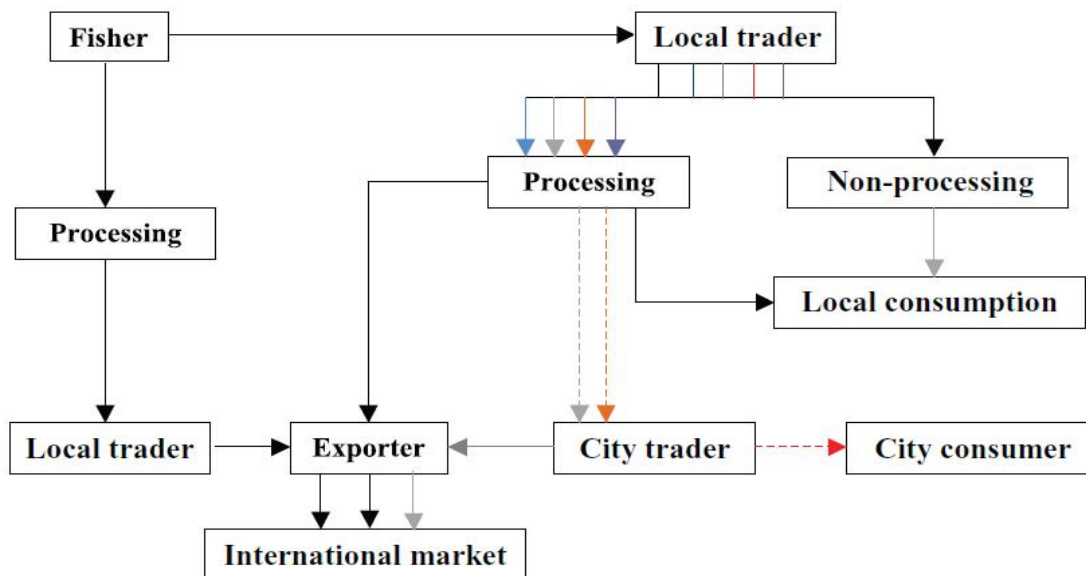 Fisher
Local trader
Processing
Non-processing
Processing
Local consumption
Local trader
Exporter
City trader
City consumer
International market